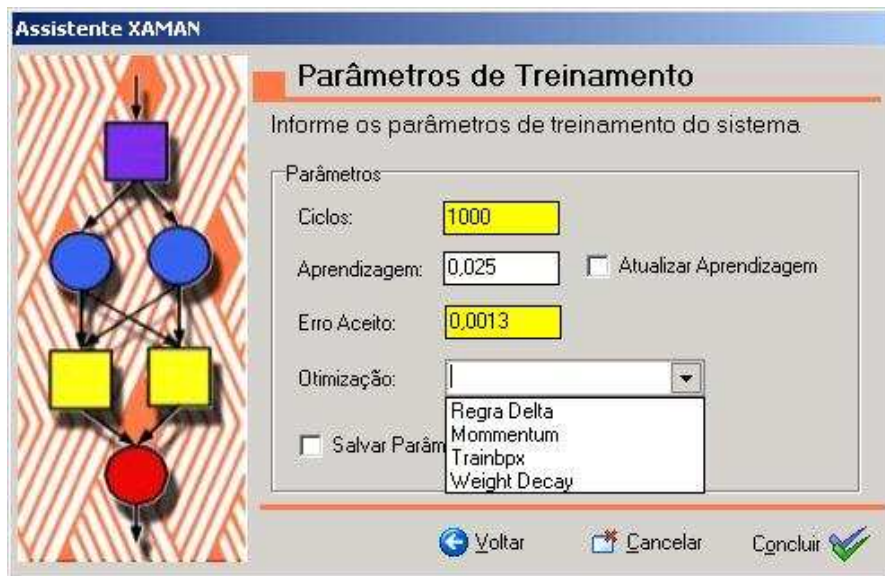 Assistente XAMAN
Parâmetros de Treinamento
Informe os parâmetros de treinamento do sistema
Parâmetros
Ciclos: 1000
Aprendizagem: 0,025 Atualizar Aprendizagem
Erro Aceito: 0,0013
Otimização:
Regra Delta
Mommentum
Salvar Parâm
Trainbpx
Weight Decay
Voltar Cancelar Concluir